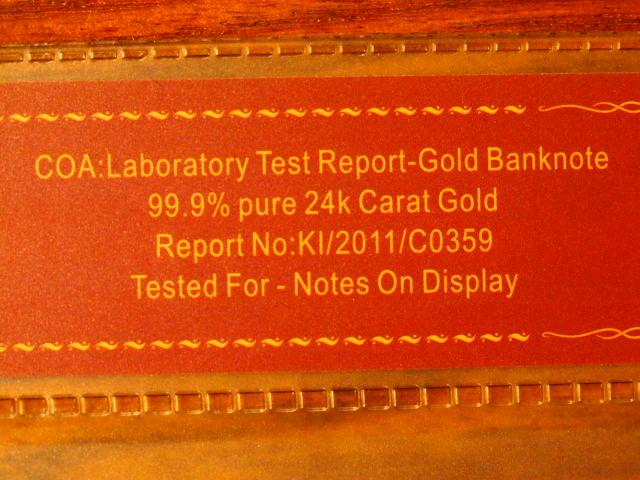 COA:Laboratory Test Report-Gold Banknote
99.9% pure 24k Carat Gold
Report No:KI/2011/C0359
Tested For - Notes On Display